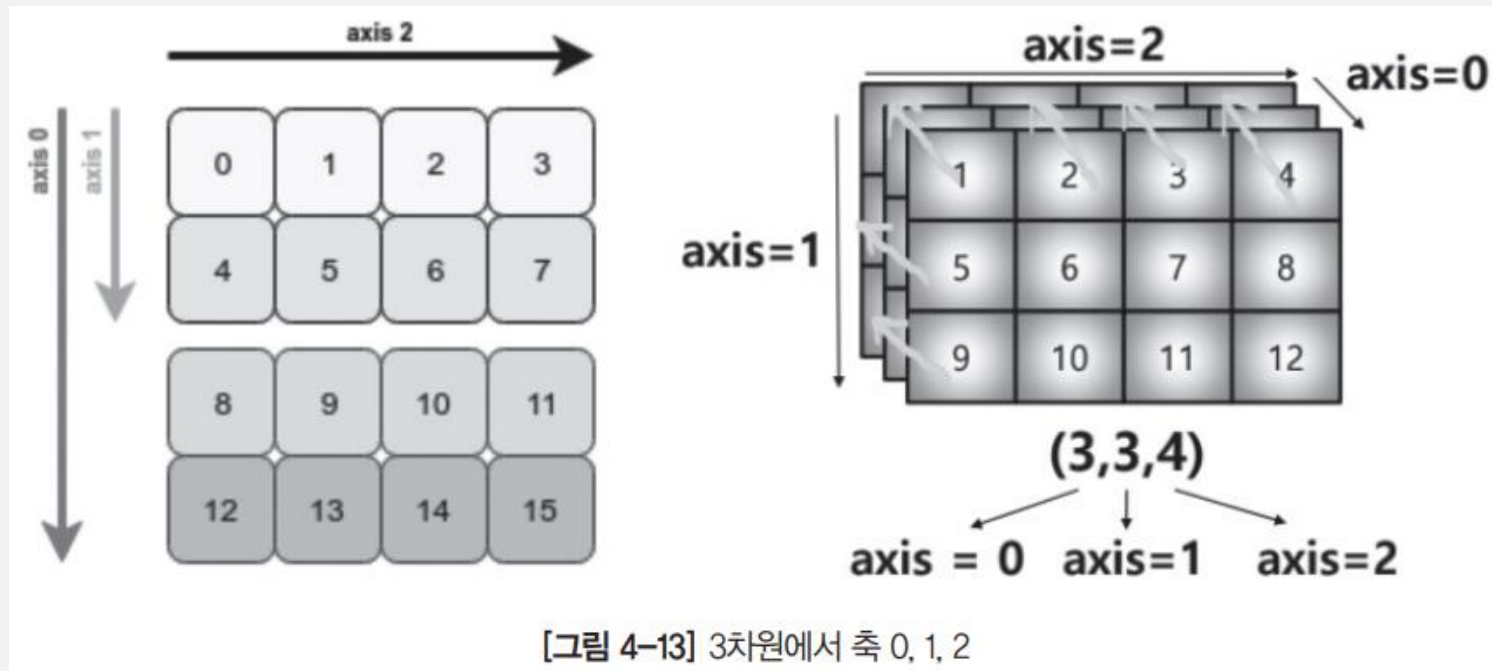 axis 2
axis 0
axis 1
0 1 2 3
4 5 6 7
8 9 10 11
12 13 14 15
axis=2
axis=0
axis=1
1 2 3 4
5 6 7 8
9 10 11 12
(3,3,4)
axis = 0 axis=1 axis=2
[그림 4-13] 3차원에서 축 0, 1, 2